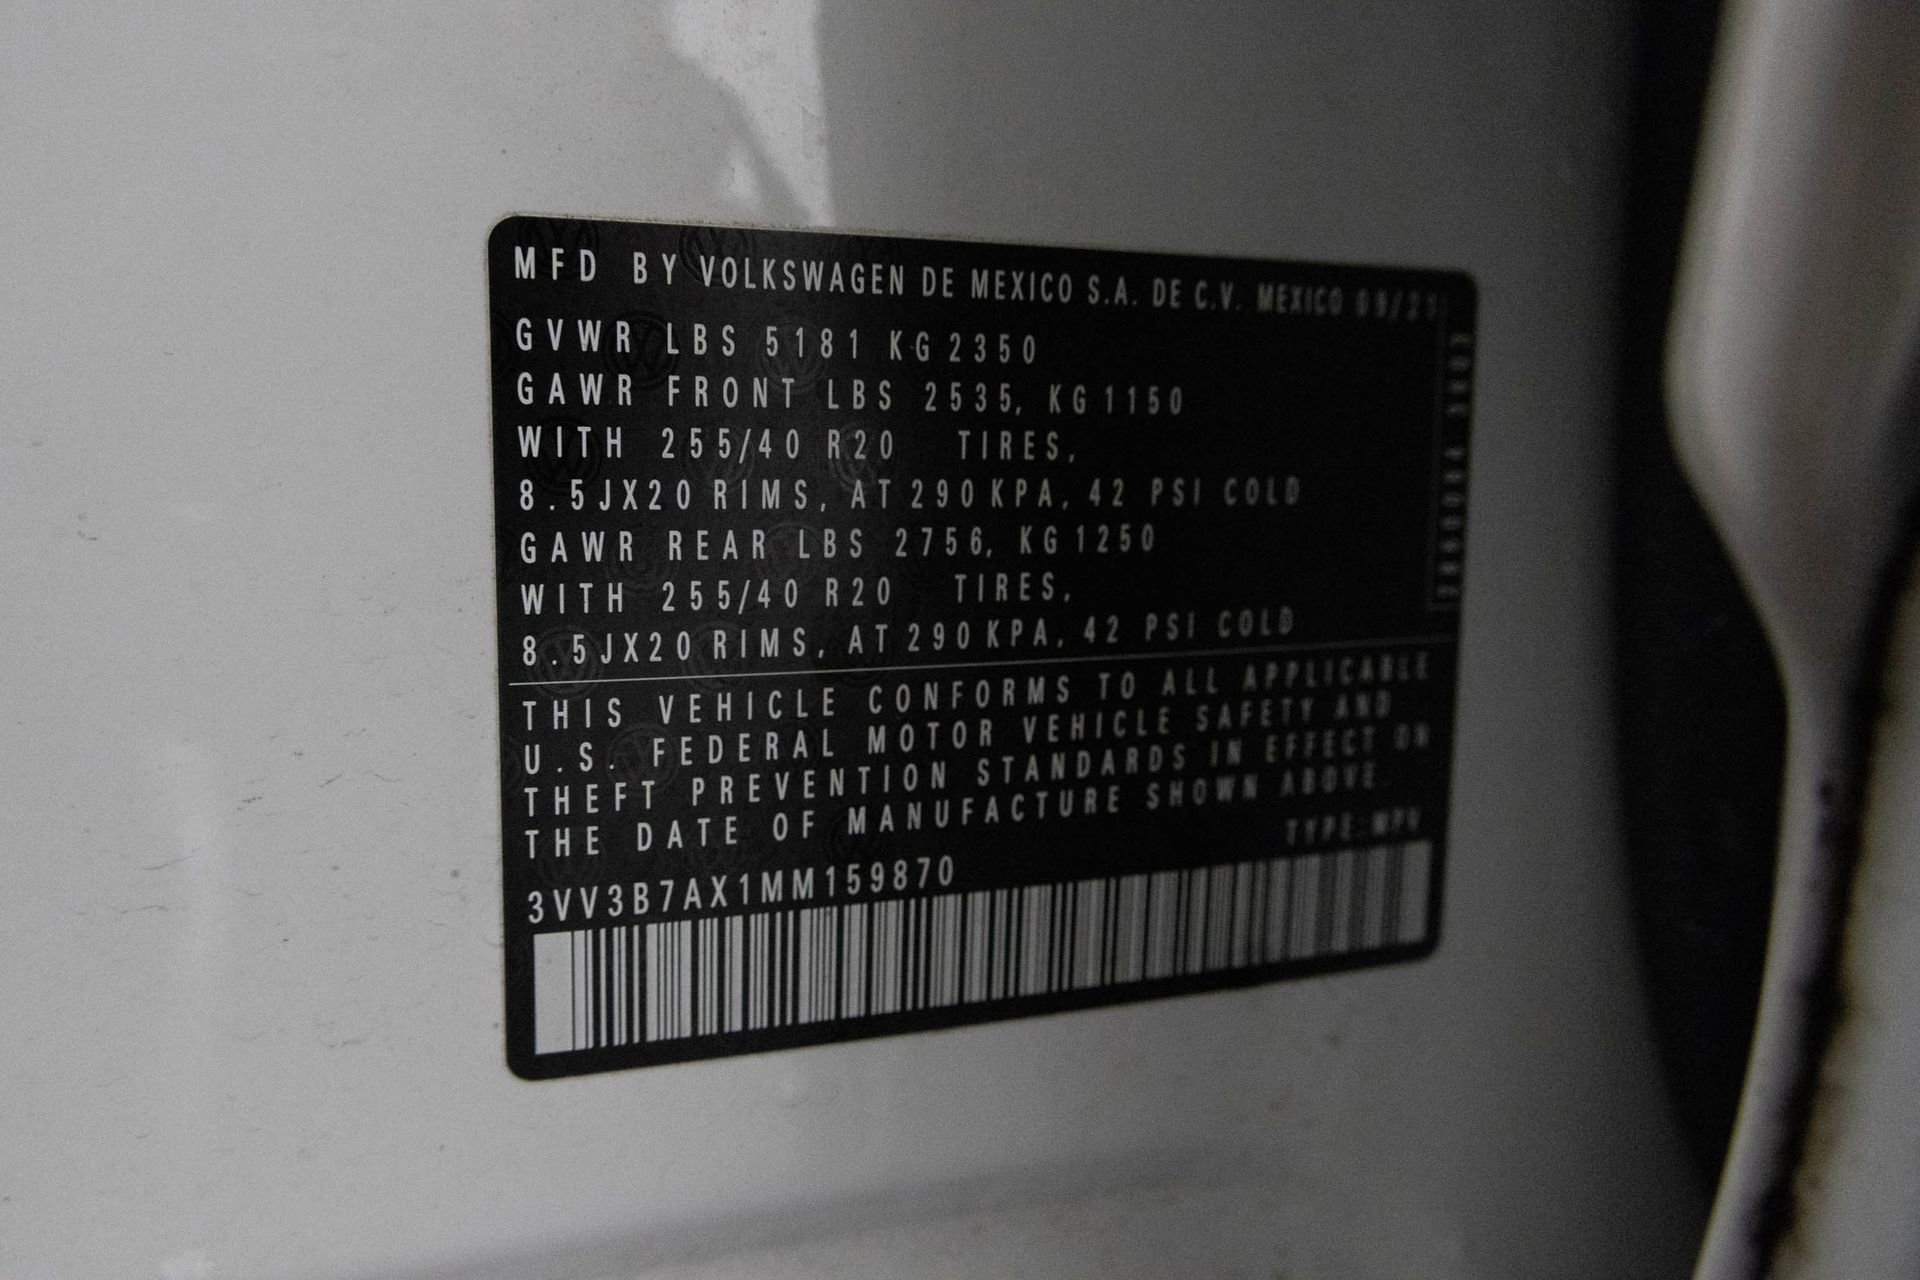 MFD BY VOLKSWAGEN DE MEXICO S.A. DE C.V. MEXICO 09/21
GVWR LBS 5181 KG 2350
GAWR FRONT LBS 2535, KG 1150
WITH 255/40 R20 TIRES,
8.5JX20 RIMS, AT 290 KPA, 42 PSI COLD
GAWR REAR LBS 2756, KG 1250
WITH 255/40 R20 TIRES,
8.5JX20 RIMS, AT 290 KPA, 42 PSI COLD
THIS VEHICLE CONFORMS TO ALL APPLICABLE
U.S. FEDERAL MOTOR VEHICLE SAFETY AND
THEFT PREVENTION STANDARDS IN EFFECT ON
THE DATE OF MANUFACTURE SHOWN ABOVE.
TYPE:MPV
3VV3B7AX1MM159870